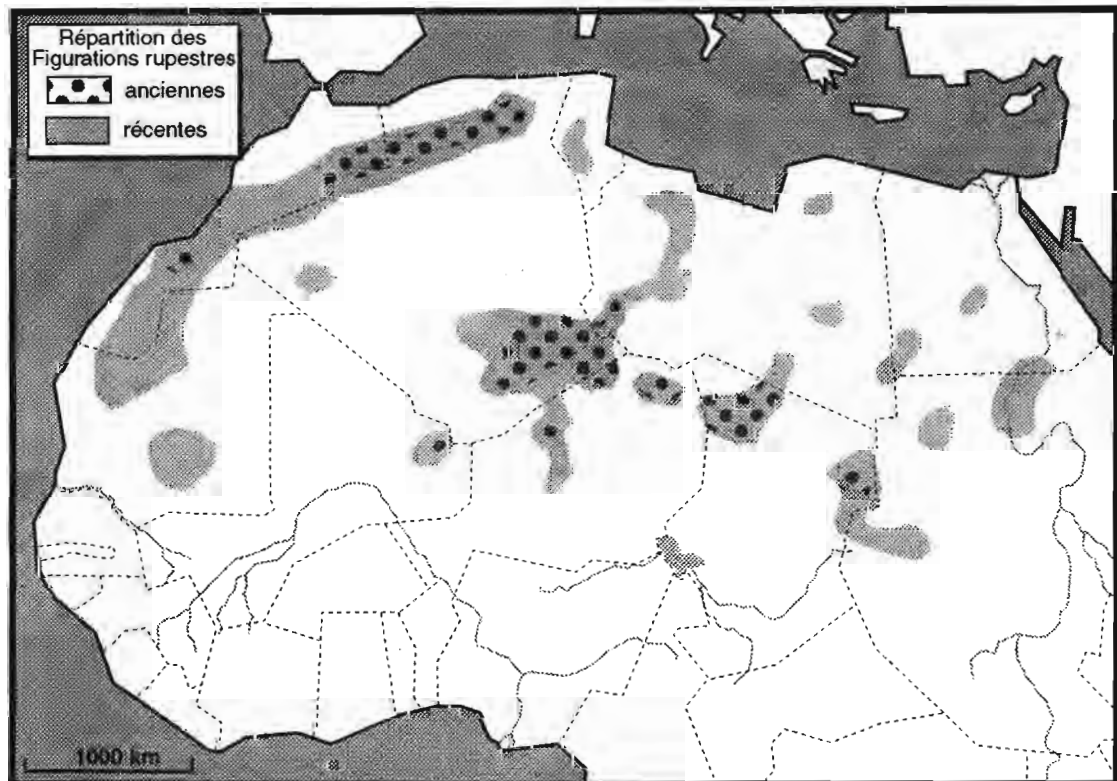 Répartition des
Figurations rupestres
anciennes
récentes
1000 km